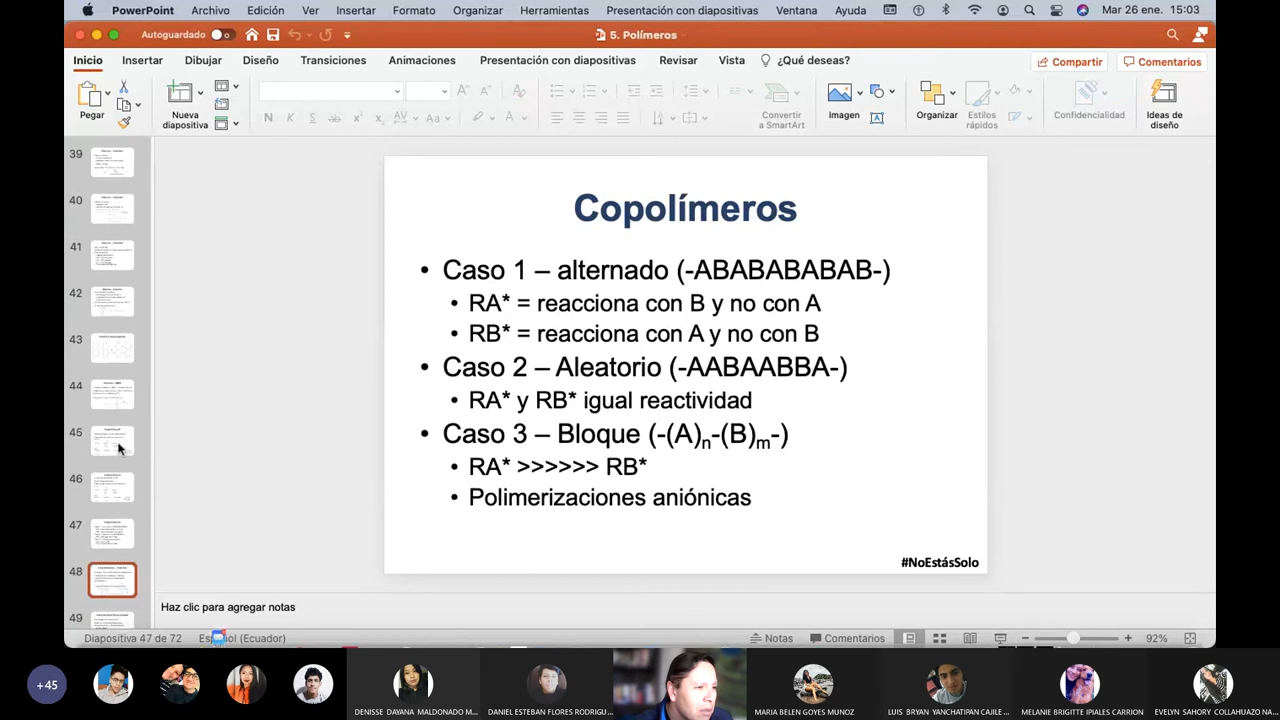 PowerPoint Archivo Edición Ver Insertar Formato Organizar Herramientas Presentación con diapositivas Ventana Ayuda Mar 26 ene. 15:03
Autoguardado 5. Polímeros
Inicio Insertar Dibujar Diseño Transiciones Animaciones Presentación con diapositivas Revisar Vista ¿Qué deseas? Compartir Comentarios
Pegar
Nueva
diapositiva
Convertir
a SmartArt
Imagen
Organizar
Estilos
rápidos
Confidencialidad
Ideas de
diseño
39
40
41
42
43
44
45
46
47
48
49
Copolímeros
• Caso 1 – alternado (-ABABABABAB-)
• RA* = reacciona con B y no con A
• RB* = reacciona con A y no con B
• Caso 2 – Aleatorio (-AABAABBA-)
• RA* y RB* igual reactividad
• Caso 3 – Bloque (-(A)n-(B)m-)
• RA* >>>>>> RB*
• Polimerizaciones aniónicas
#NoEstásSolo
Haz clic para agregar notas
Diapositiva 47 de 72 Español (Ecuador) Notas Comentarios 92%
+45
DENISSE DAYANA MALDONADO M...
DANIEL ESTEBAN FLORES RODRIGU...
MARIA BELEN GOYES MUNOZ
LUIS BRYAN YANCHATIPAN CAJILE...
MELANIE BRIGITTE IPIALES CARRION
EVELYN SAHORY COLLAHUAZO NA...